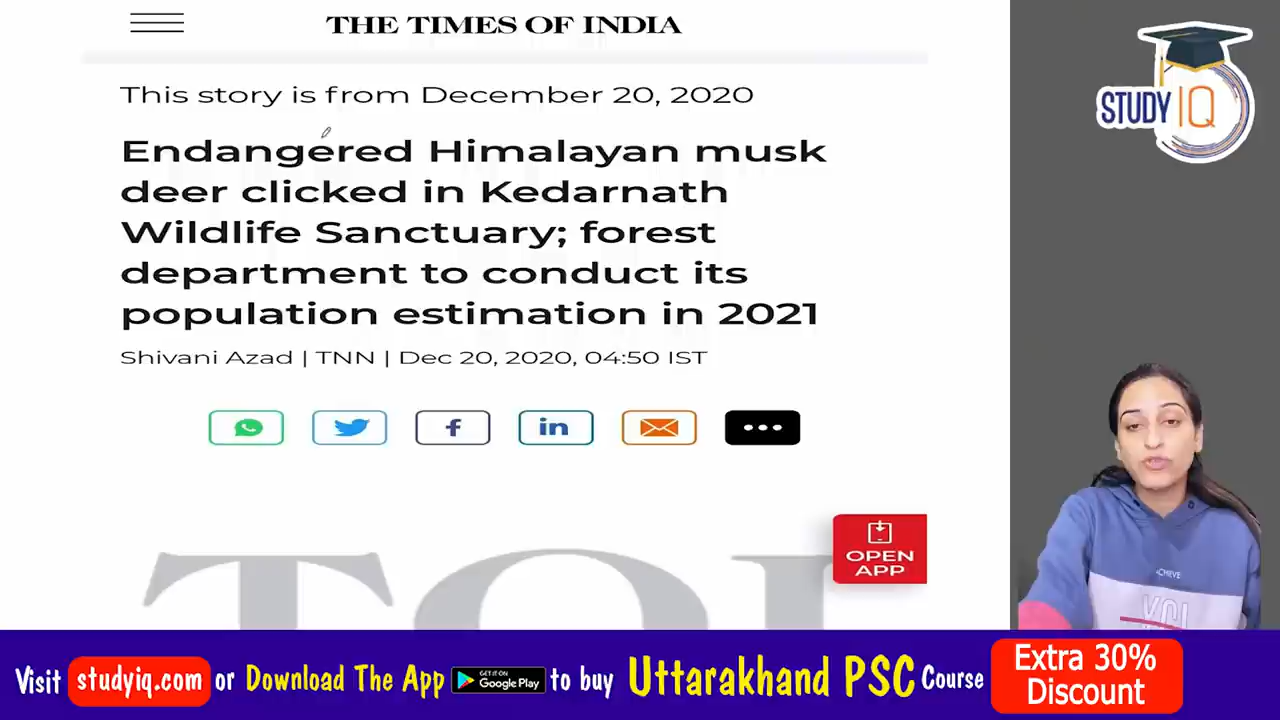 THE TIMES OF INDIA
This story is from December 20, 2020
Endangered Himalayan musk
deer clicked in Kedarnath
Wildlife Sanctuary; forest
department to conduct its
population estimation in 2021
Shivani Azad | TNN | Dec 20, 2020, 04:50 IST
OPEN
APP
STUDY IQ
ACHIEVE
Visit studyiq.com or Download The App GET IT ON Google Play to buy Uttarakhand PSC Course Extra 30% Discount